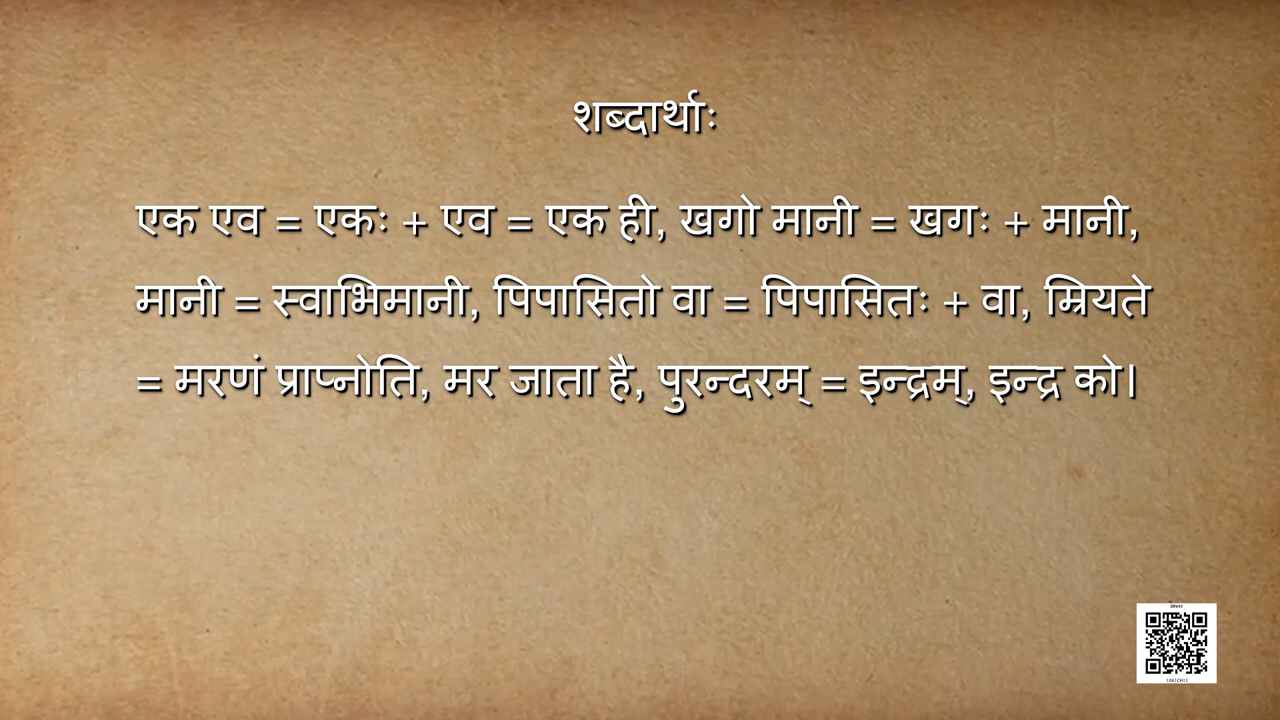 शब्दार्थाः
एक एव = एकः + एव = एक ही, खगो मानी = खगः + मानी,
मानी = स्वाभिमानी, पिपासितो वा = पिपासितः + वा, म्रियते
= मरणं प्राप्नोति, मर जाता है, पुरन्दरम् = इन्द्रम्, इन्द्र को।